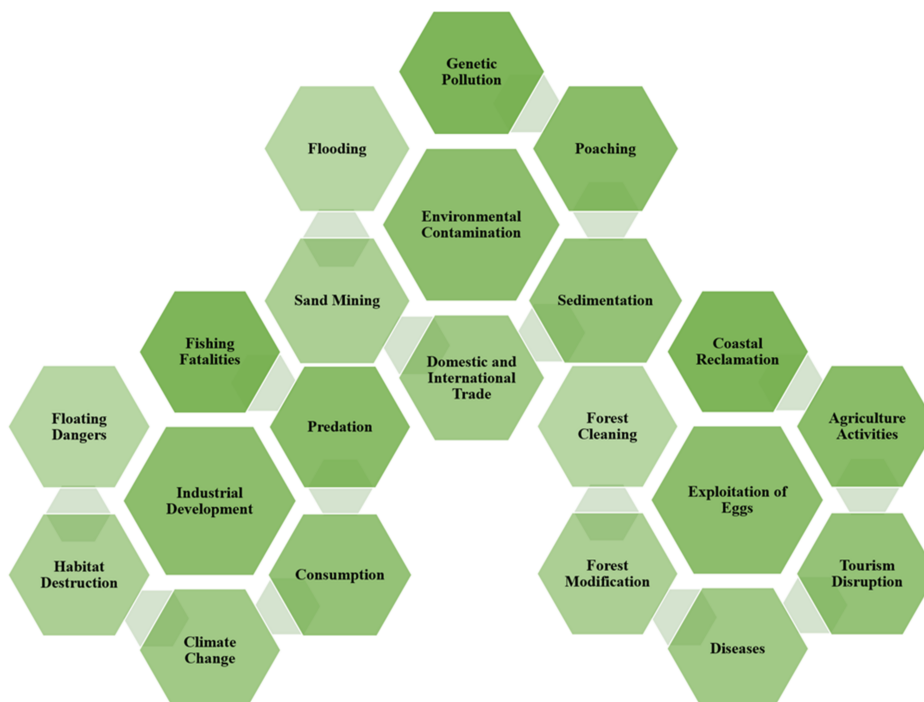 Genetic
Pollution
Flooding
Poaching
Environmental
Contamination
Sand Mining
Sedimentation
Domestic and
International
Trade
Fishing
Fatalities
Floating
Dangers
Predation
Industrial
Development
Habitat
Destruction
Consumption
Climate
Change
Coastal
Reclamation
Forest
Cleaning
Agriculture
Activities
Exploitation of
Eggs
Forest
Modification
Tourism
Disruption
Diseases